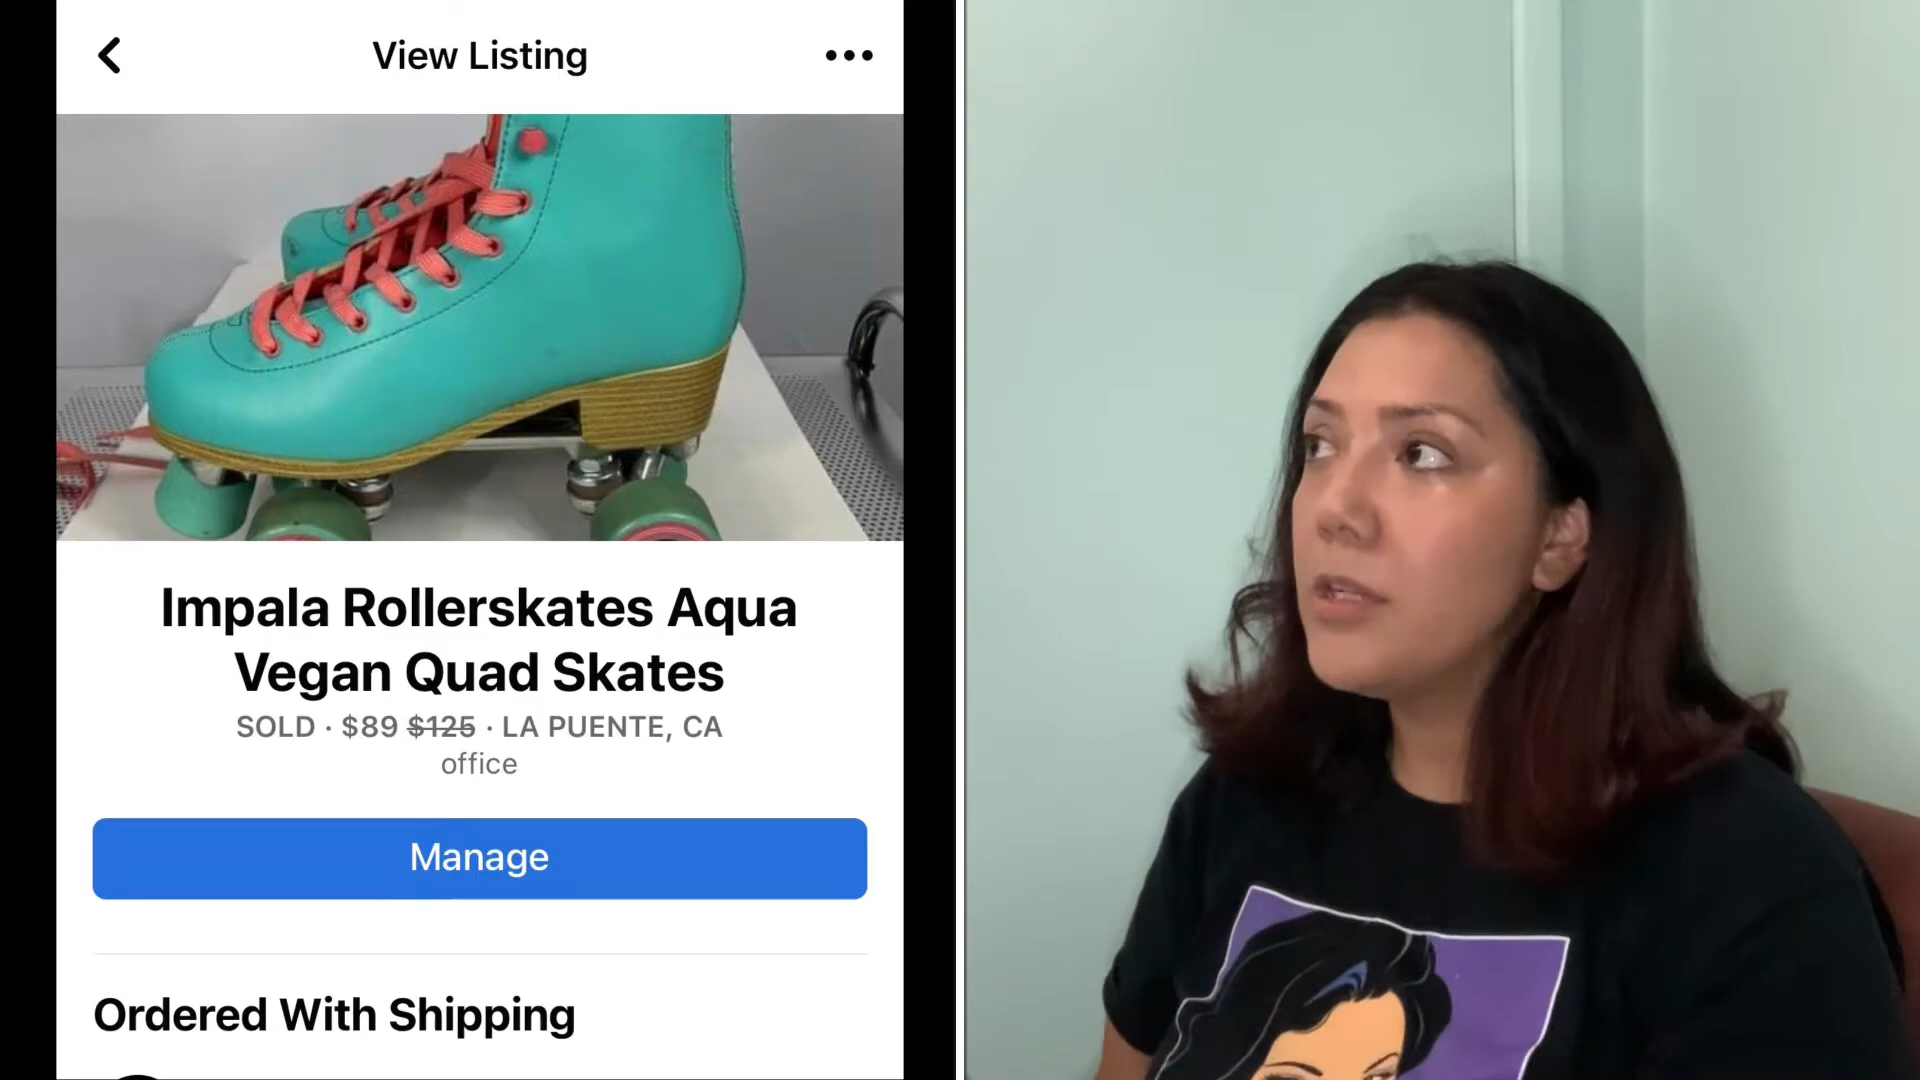 View Listing
Impala Rollerskates Aqua
Vegan Quad Skates
SOLD · $89 $125 · LA PUENTE, CA
office
Manage
Ordered With Shipping